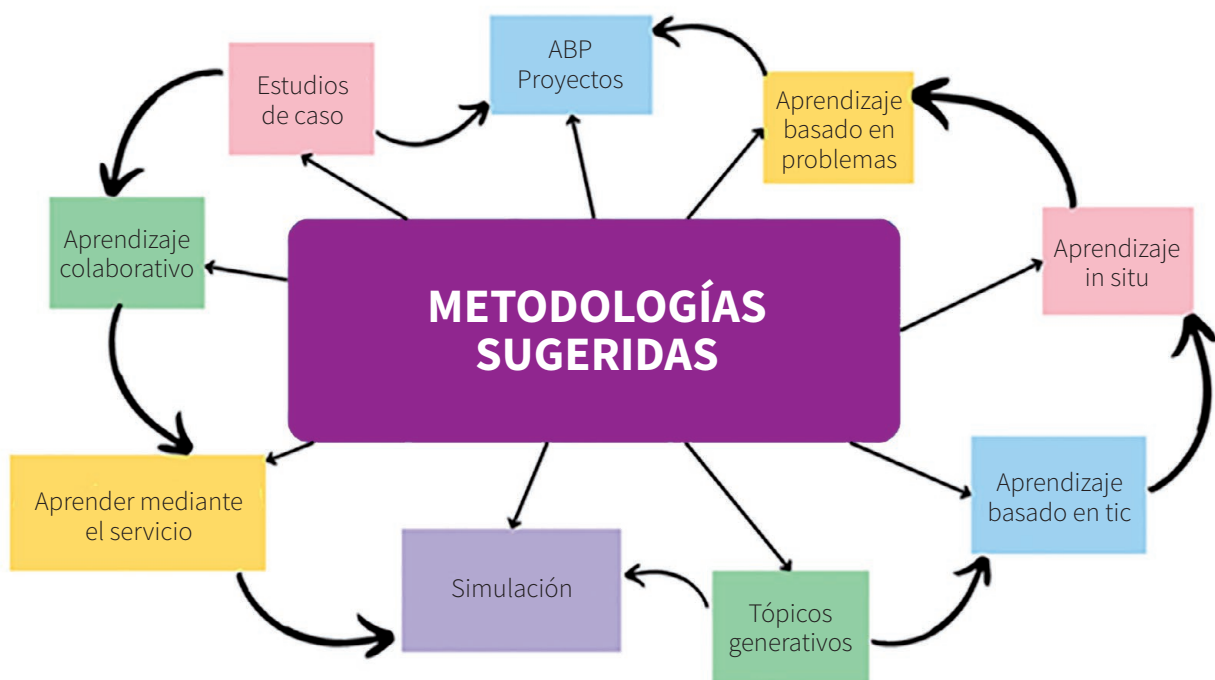 ABP
Proyectos
Estudios
de caso
Aprendizaje
basado en
problemas
Aprendizaje
colaborativo
Aprendizaje
in situ
METODOLOGÍAS
SUGERIDAS
Aprender mediante
el servicio
Aprendizaje
basado en tic
Simulación
Tópicos
generativos